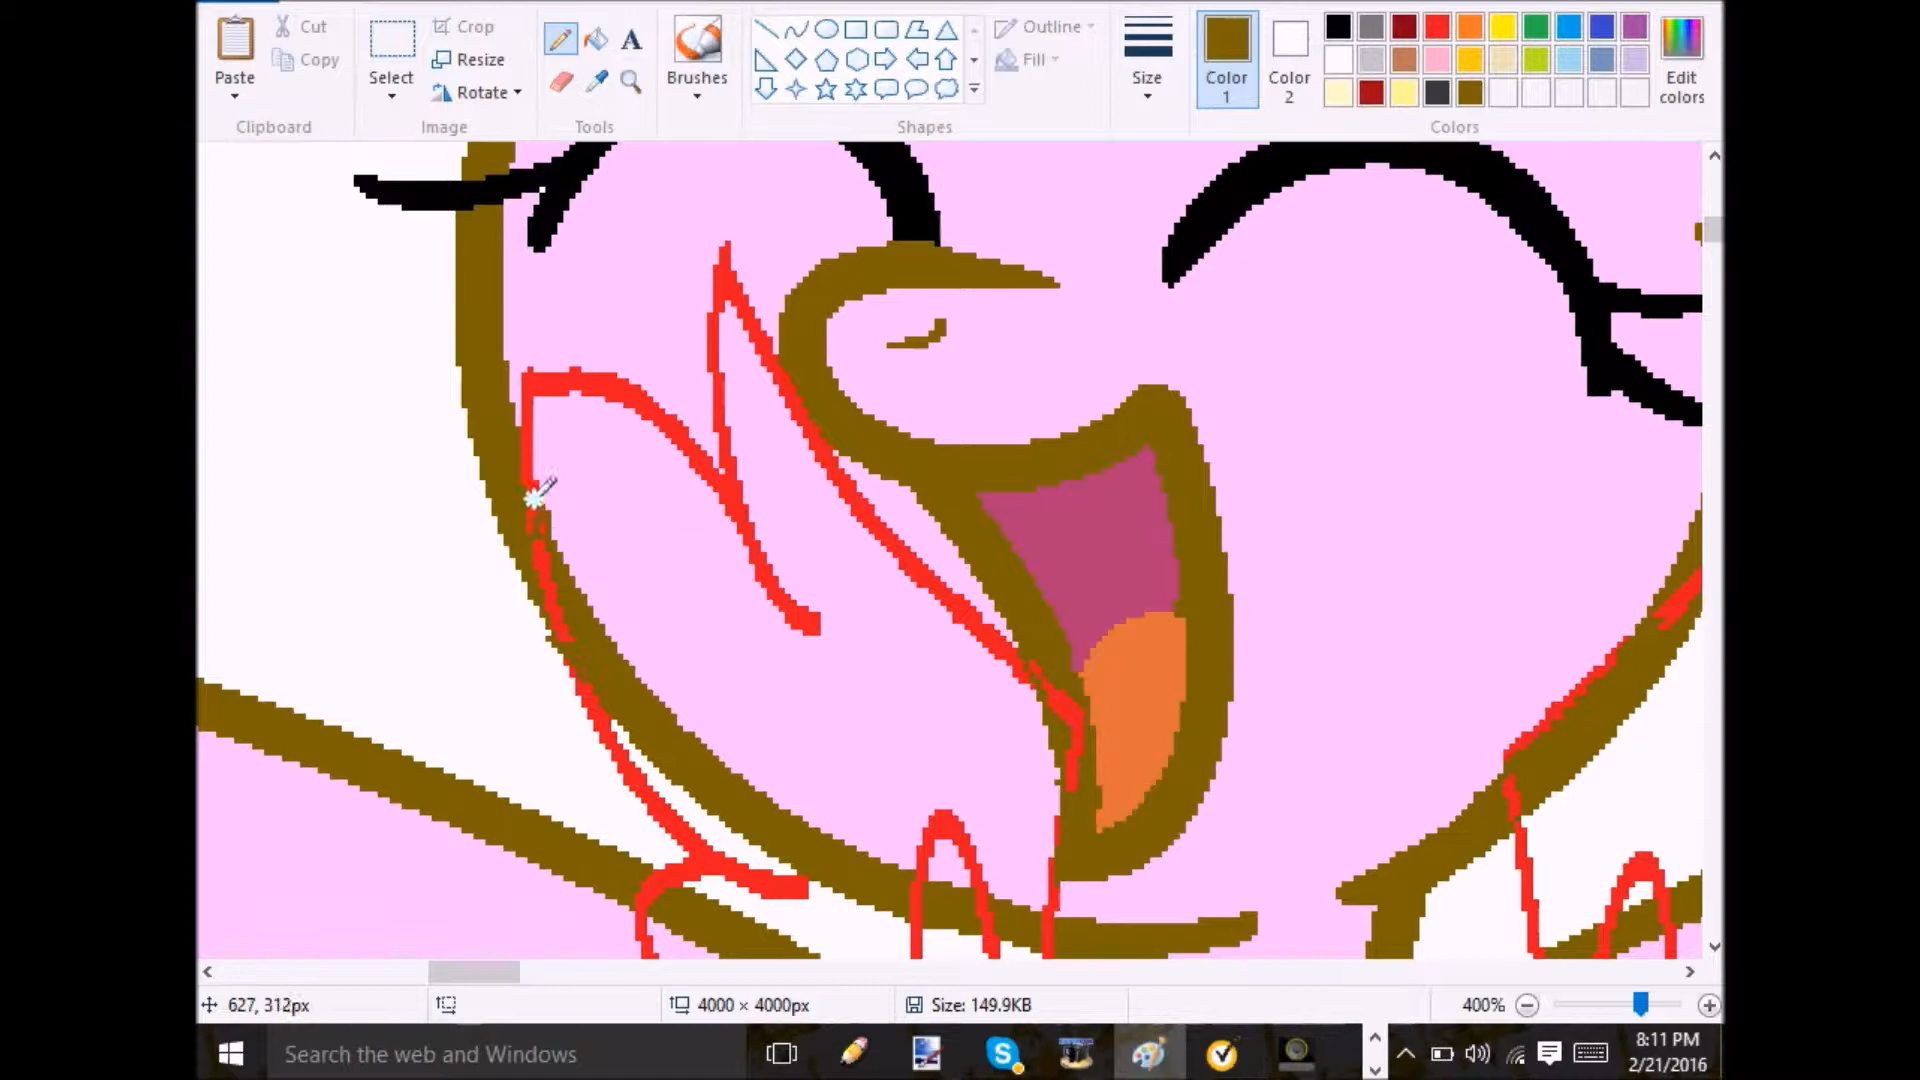 Paste
Cut
Copy
Clipboard
Select
Crop
Resize
Rotate
Image
A
Tools
Brushes
Shapes
Outline
Fill
Size
Color
1
Color
2
Colors
Edit
colors
627, 312px
4000 × 4000px
Size: 149.9KB
400%
Search the web and Windows
8:11 PM
2/21/2016